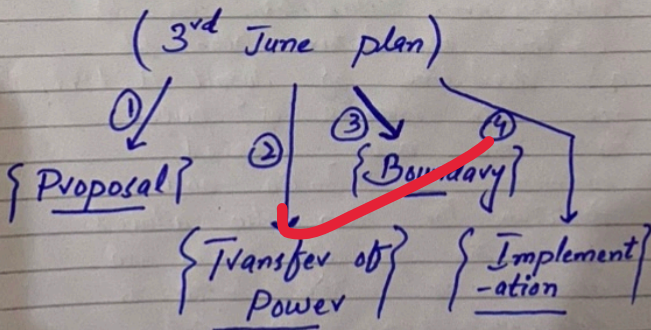 (3rd June plan)
①
②
③
④
{Proposal}
{Boundary}
{Transfer of
Power}
{Implement
-ation}